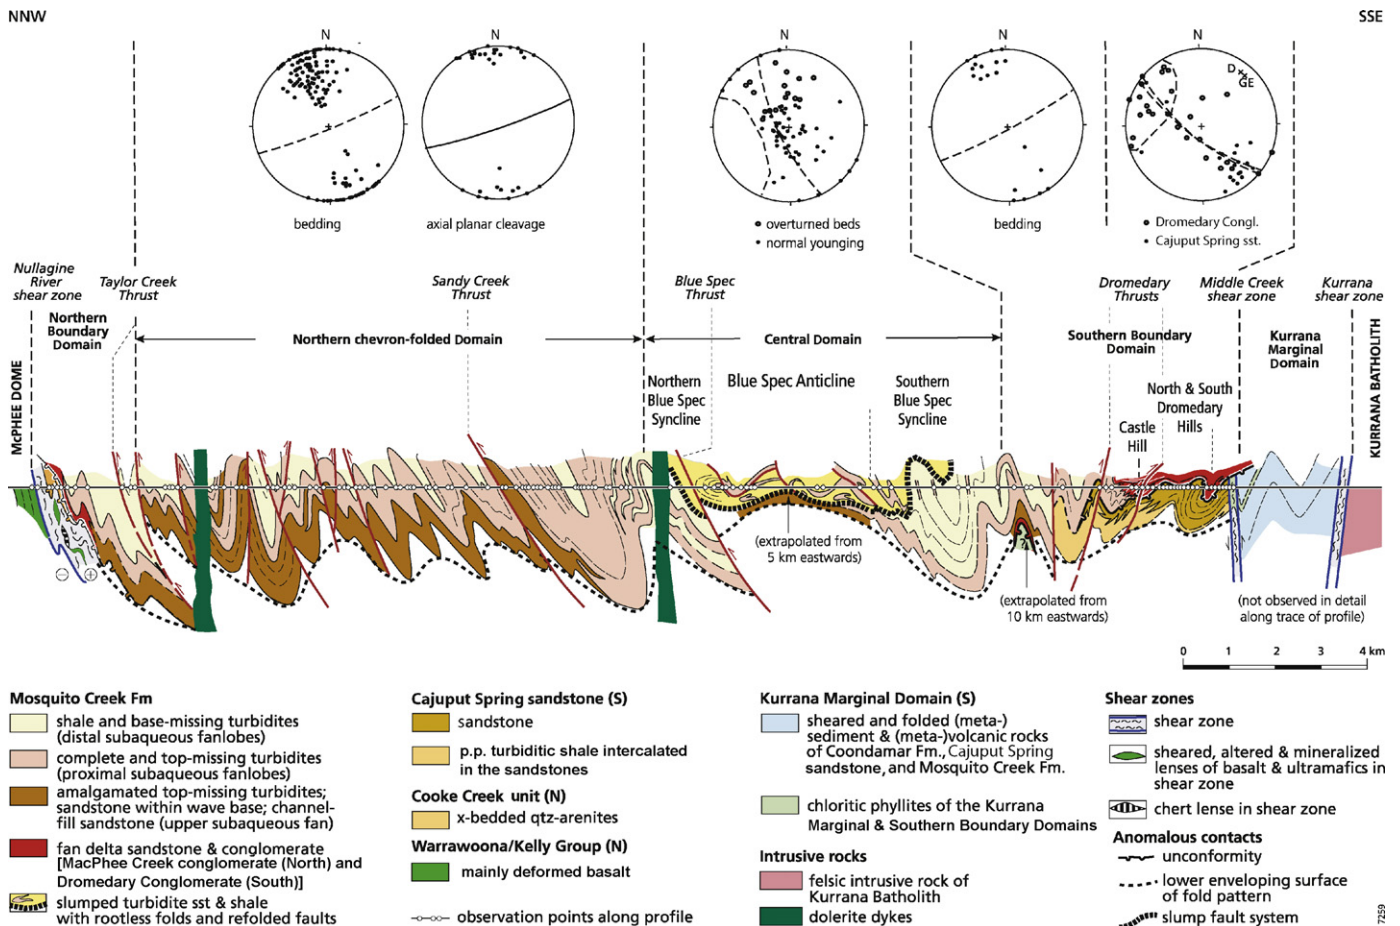 NNW
SSE
N
N
N
N
N
D
GE
bedding
axial planar cleavage
overturned beds
normal younging
bedding
Dromedary Congl.
Cajuput Spring sst.
Nullagine
River
shear zone
Taylor Creek
Thrust
Sandy Creek
Thrust
Blue Spec
Thrust
Dromedary
Thrusts
Middle Creek
shear zone
Kurrana
shear zone
Northern
Boundary
Domain
Northern chevron-folded Domain
Central Domain
Southern Boundary
Domain
Kurrana
Marginal
Domain
McPHEE DOME
KURRANA BATHOLITH
Northern
Blue Spec
Syncline
Blue Spec Anticline
Southern
Blue Spec
Syncline
Castle
Hill
North & South
Dromedary
Hills
(extrapolated from
5 km eastwards)
?
(extrapolated from
10 km eastwards)
(not observed in detail
along trace of profile)
0 1 2 3 4 km
Mosquito Creek Fm
shale and base-missing turbidites
(distal subaqueous fanlobes)
complete and top-missing turbidites
(proximal subaqueous fanlobes)
amalgamated top-missing turbidites;
sandstone within wave base; channel-
fill sandstone (upper subaqueous fan)
fan delta sandstone & conglomerate
[MacPhee Creek conglomerate (North) and
Dromedary Conglomerate (South)]
slumped turbidite sst & shale
with rootless folds and refolded faults
Cajuput Spring sandstone (S)
sandstone
p.p. turbiditic shale intercalated
in the sandstones
Cooke Creek unit (N)
x-bedded qtz-arenites
Warrawoona/Kelly Group (N)
mainly deformed basalt
observation points along profile
Kurrana Marginal Domain (S)
sheared and folded (meta-)
sediment & (meta-)volcanic rocks
of Coondamar Fm., Cajuput Spring
sandstone, and Mosquito Creek Fm.
chloritic phyllites of the Kurrana
Marginal & Southern Boundary Domains
Intrusive rocks
felsic intrusive rock of
Kurrana Batholith
dolerite dykes
Shear zones
shear zone
sheared, altered & mineralized
lenses of basalt & ultramafics in
shear zone
chert lense in shear zone
Anomalous contacts
unconformity
lower enveloping surface
of fold pattern
slump fault system
7259